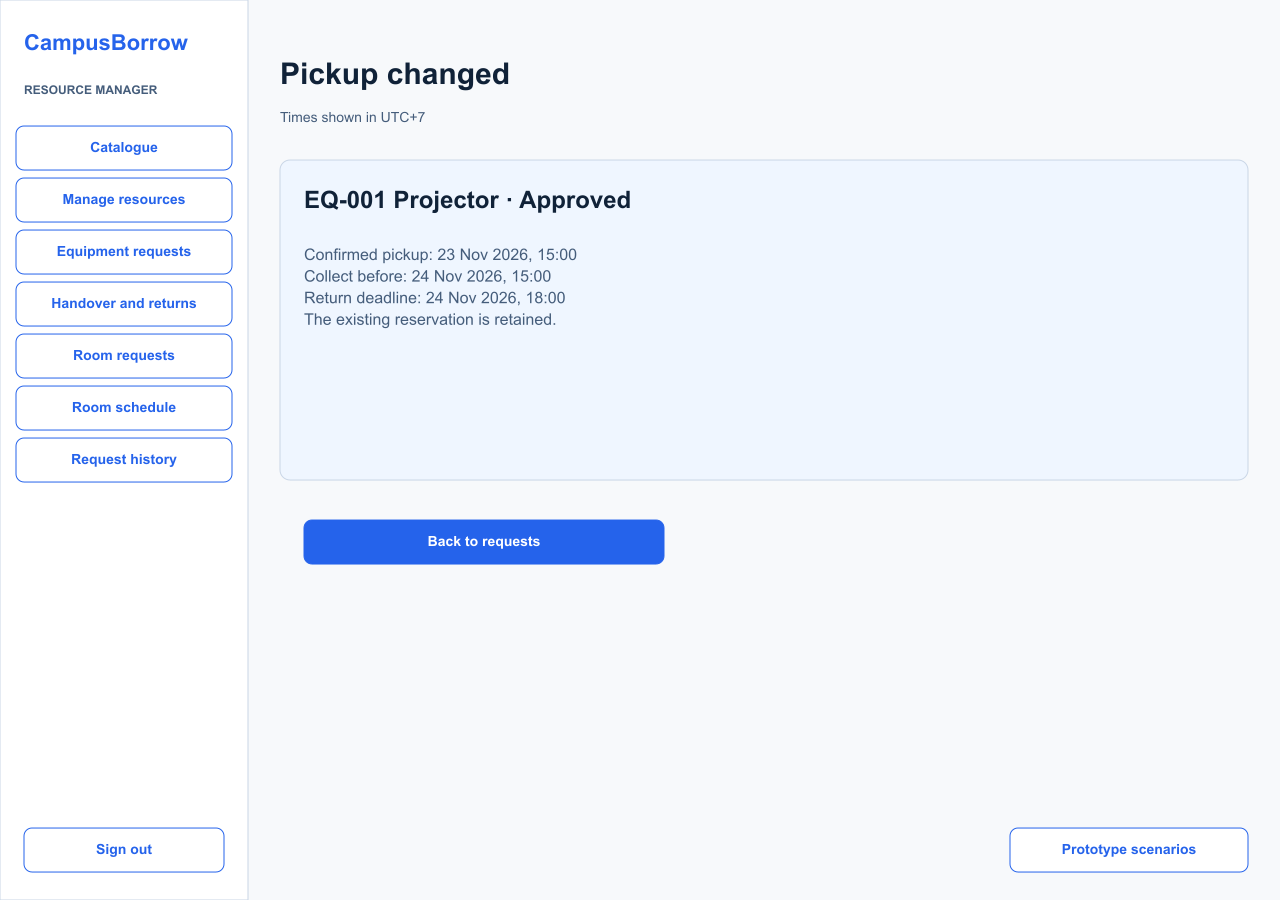 CampusBorrow
RESOURCE MANAGER
Catalogue
Manage resources
Equipment requests
Handover and returns
Room requests
Room schedule
Request history
Sign out
Pickup changed
Times shown in UTC+7
EQ-001 Projector · Approved
Confirmed pickup: 23 Nov 2026, 15:00
Collect before: 24 Nov 2026, 15:00
Return deadline: 24 Nov 2026, 18:00
The existing reservation is retained.
Back to requests
Prototype scenarios